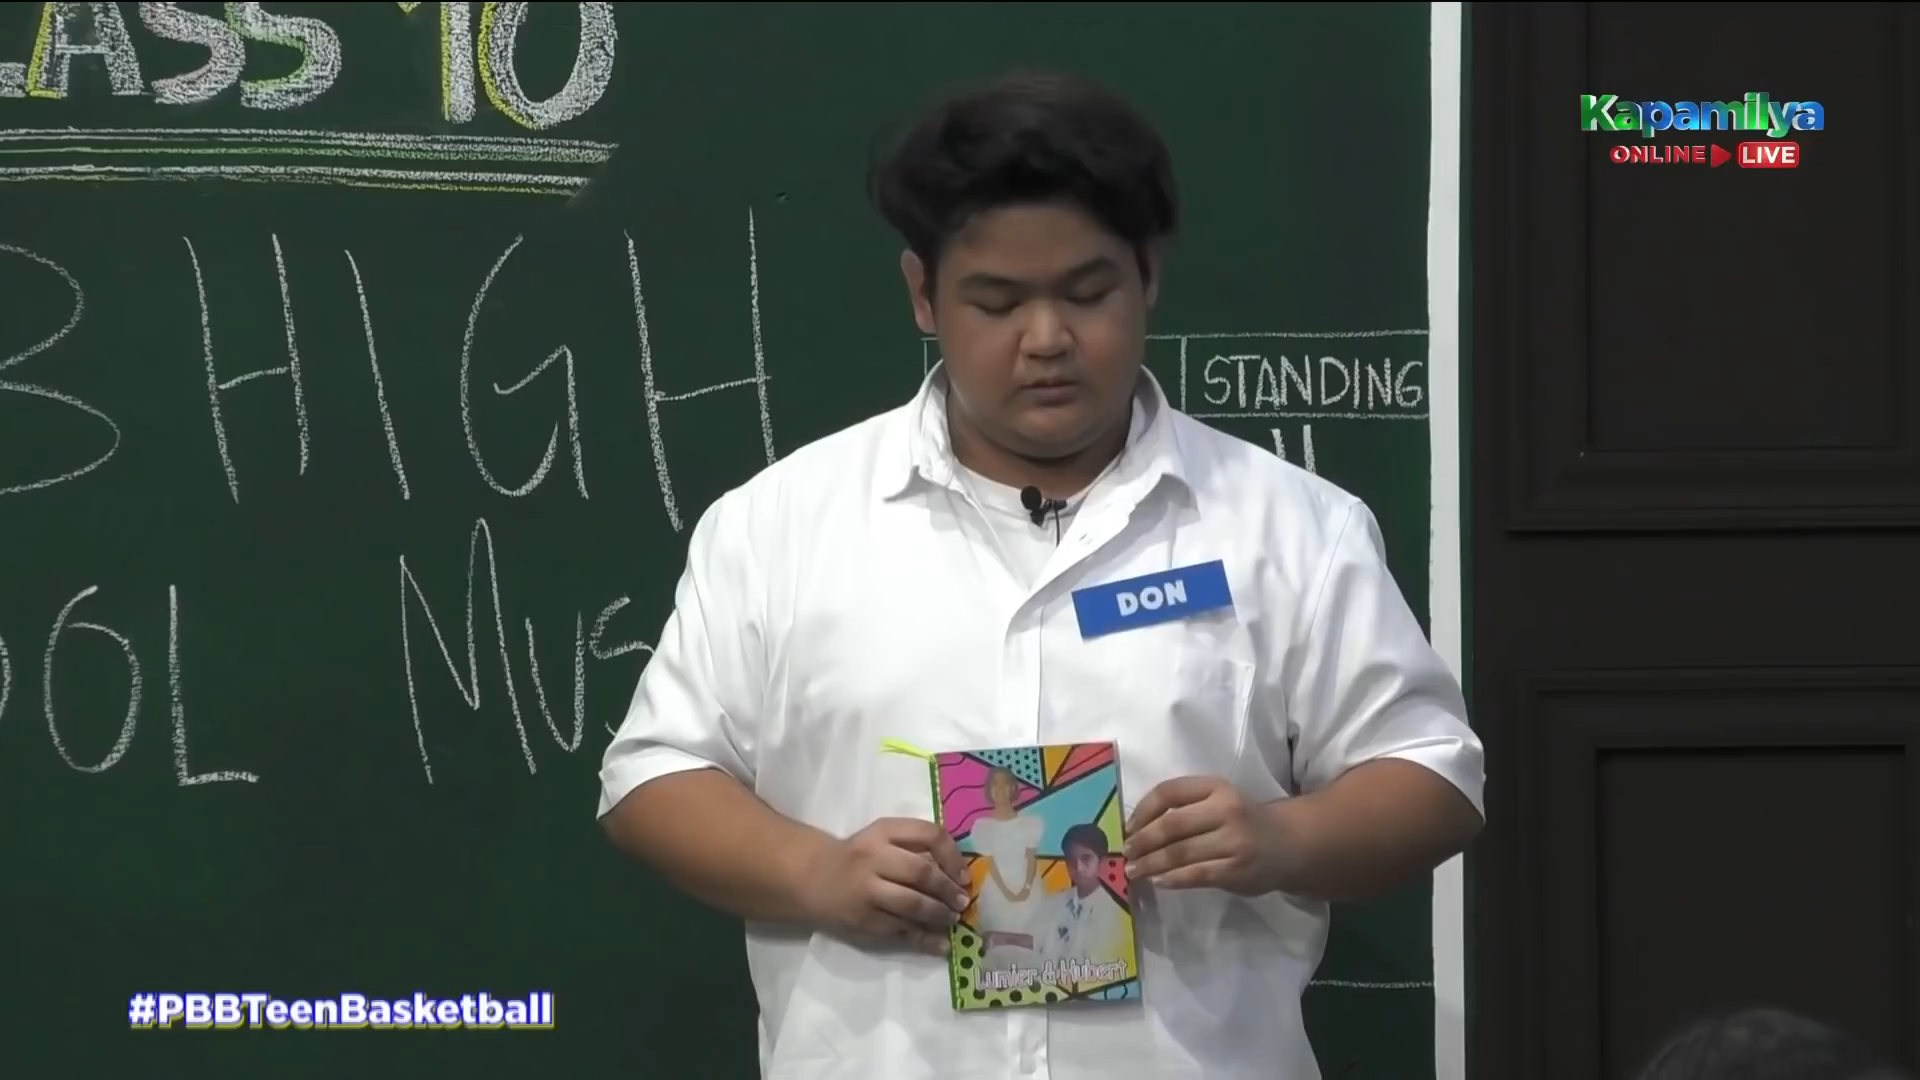 LASS 10
Kapamilya
ONLINE LIVE
B HIGH
STANDING
OOL MUS
DON
Lumier & Hubert
#PBBTeenBasketball